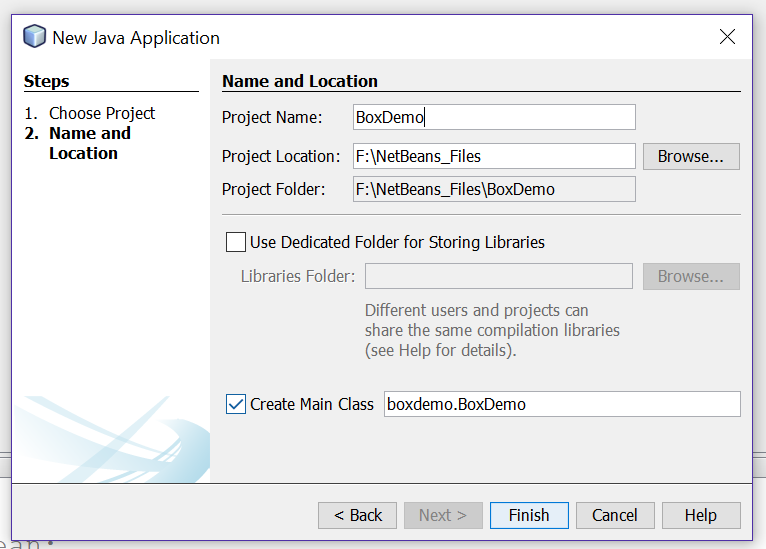 New Java Application
Steps
1. Choose Project
2. Name and
Location
Name and Location
Project Name: BoxDemo
Project Location: F:\NetBeans_Files Browse...
Project Folder: F:\NetBeans_Files\BoxDemo
Use Dedicated Folder for Storing Libraries
Libraries Folder: Browse...
Different users and projects can
share the same compilation libraries
(see Help for details).
Create Main Class boxdemo.BoxDemo
< Back Next > Finish Cancel Help